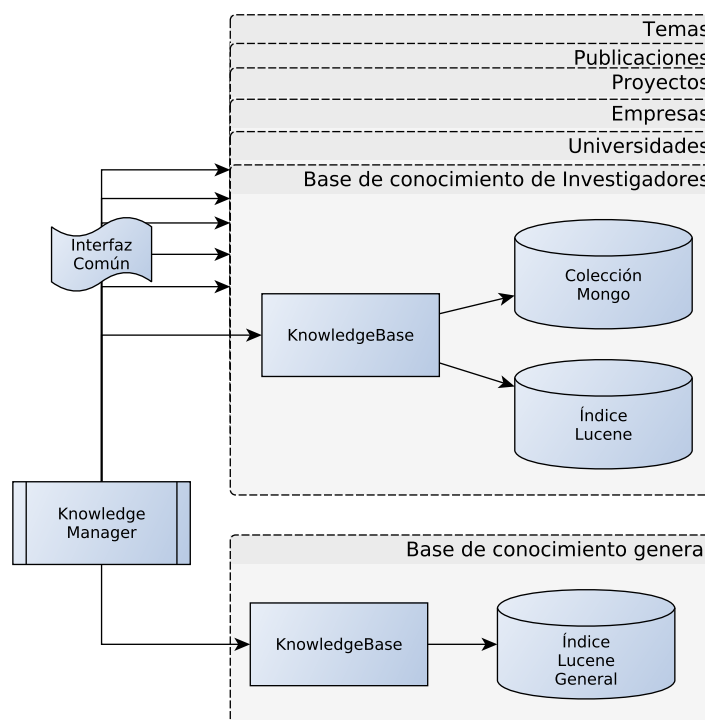 Temas
Publicaciones
Proyectos
Empresas
Universidades
Base de conocimiento de Investigadores
Interfaz
Común
Colección
Mongo
KnowledgeBase
Índice
Lucene
Knowledge
Manager
Base de conocimiento genera
KnowledgeBase
Índice
Lucene
General